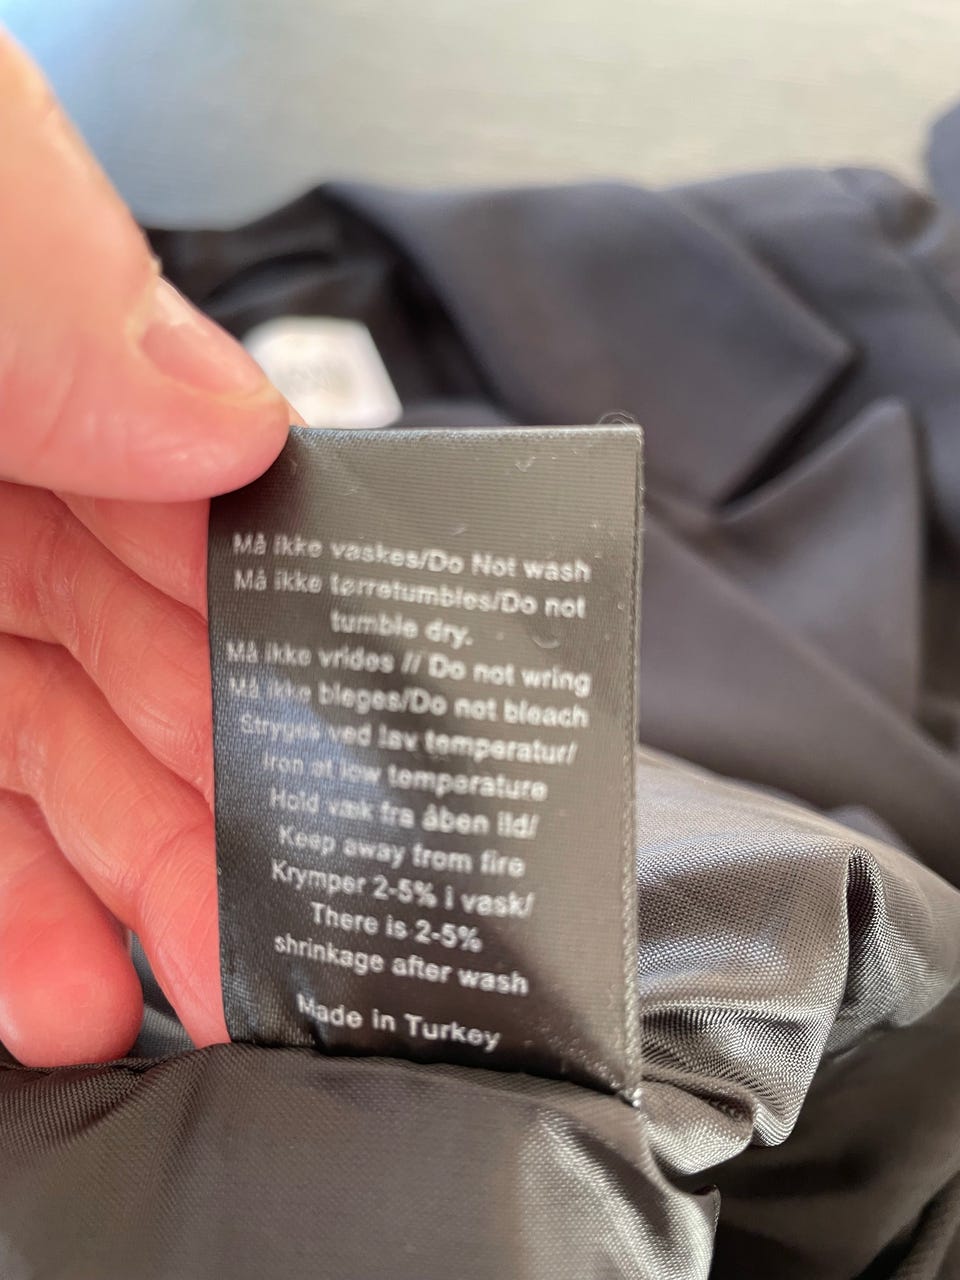 Må ikke vaskes/Do Not wash
Må ikke tørretumbles/Do not
tumble dry.
Må ikke vrides // Do not wring
Må ikke bleges/Do not bleach
Stryges ved lav temperatur/
Iron at low temperature
Hold væk fra åben ild/
Keep away from fire
Krymper 2-5% i vask/
There is 2-5%
shrinkage after wash
Made in Turkey